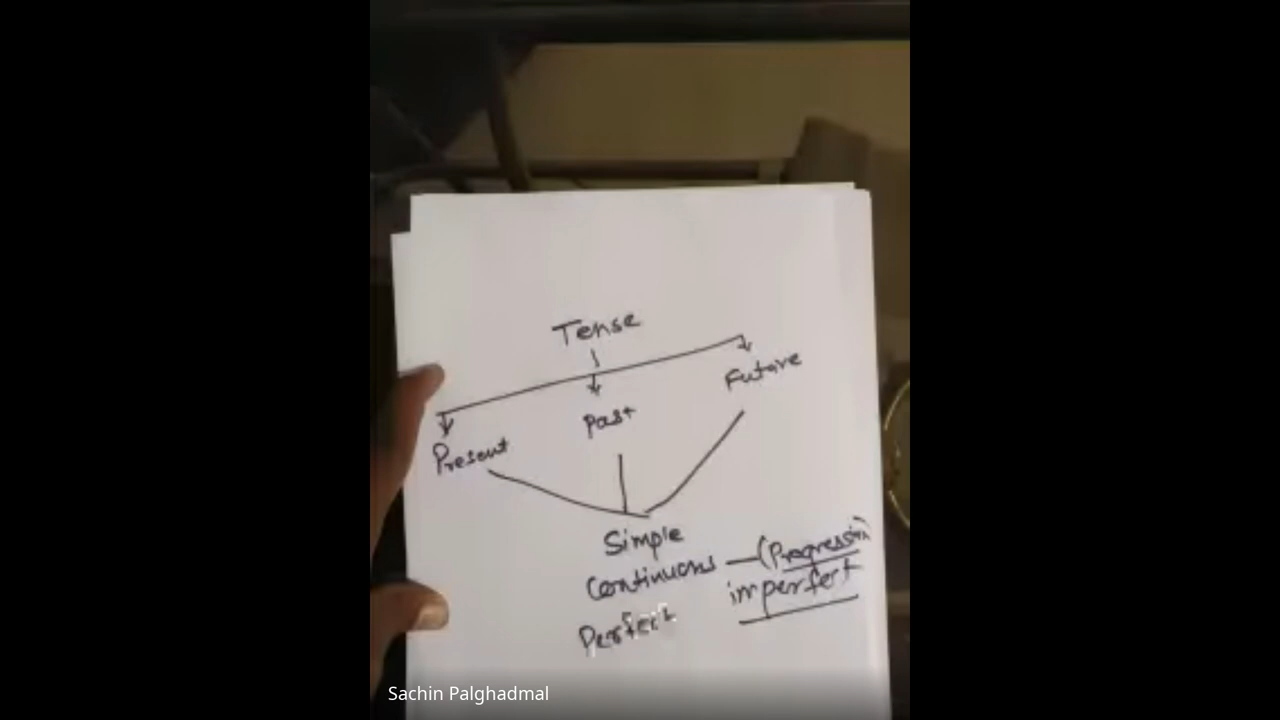 Tense
Present
Past
Future
Simple
Continuous — (Progressive)
imperfect
Perfect
Sachin Palghadmal